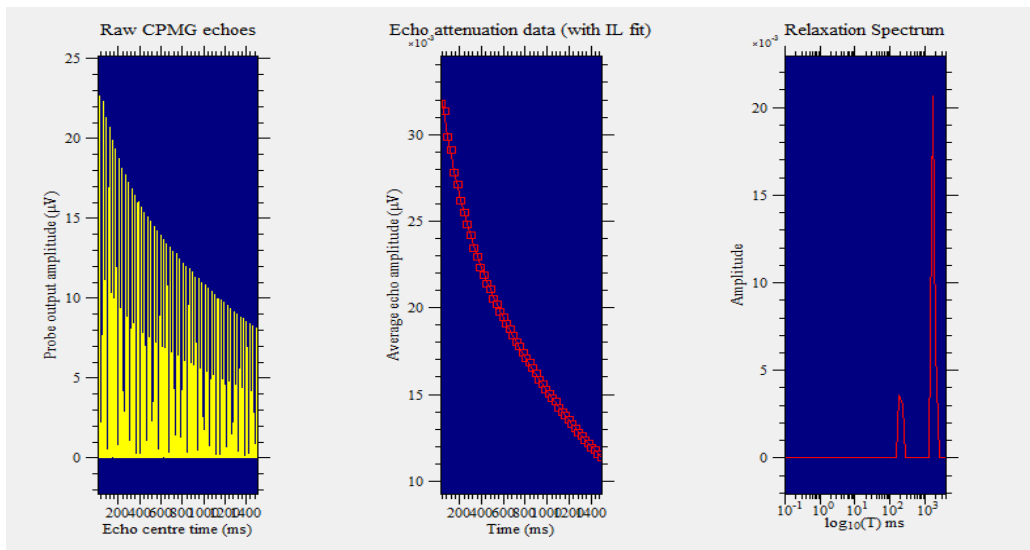 Raw CPMG echoes
25
20
15
10
5
0
Probe output amplitude (µV)
200400600800100012001400
Echo centre time (ms)
Echo attenuation data (with IL fit)
×10⁻³
30
25
20
15
10
Average echo amplitude (µV)
200400600800100012001400
Time (ms)
Relaxation Spectrum
×10⁻³
20
15
10
5
0
Amplitude
10⁻¹ 10⁰ 10¹ 10² 10³
log₁₀(T) ms